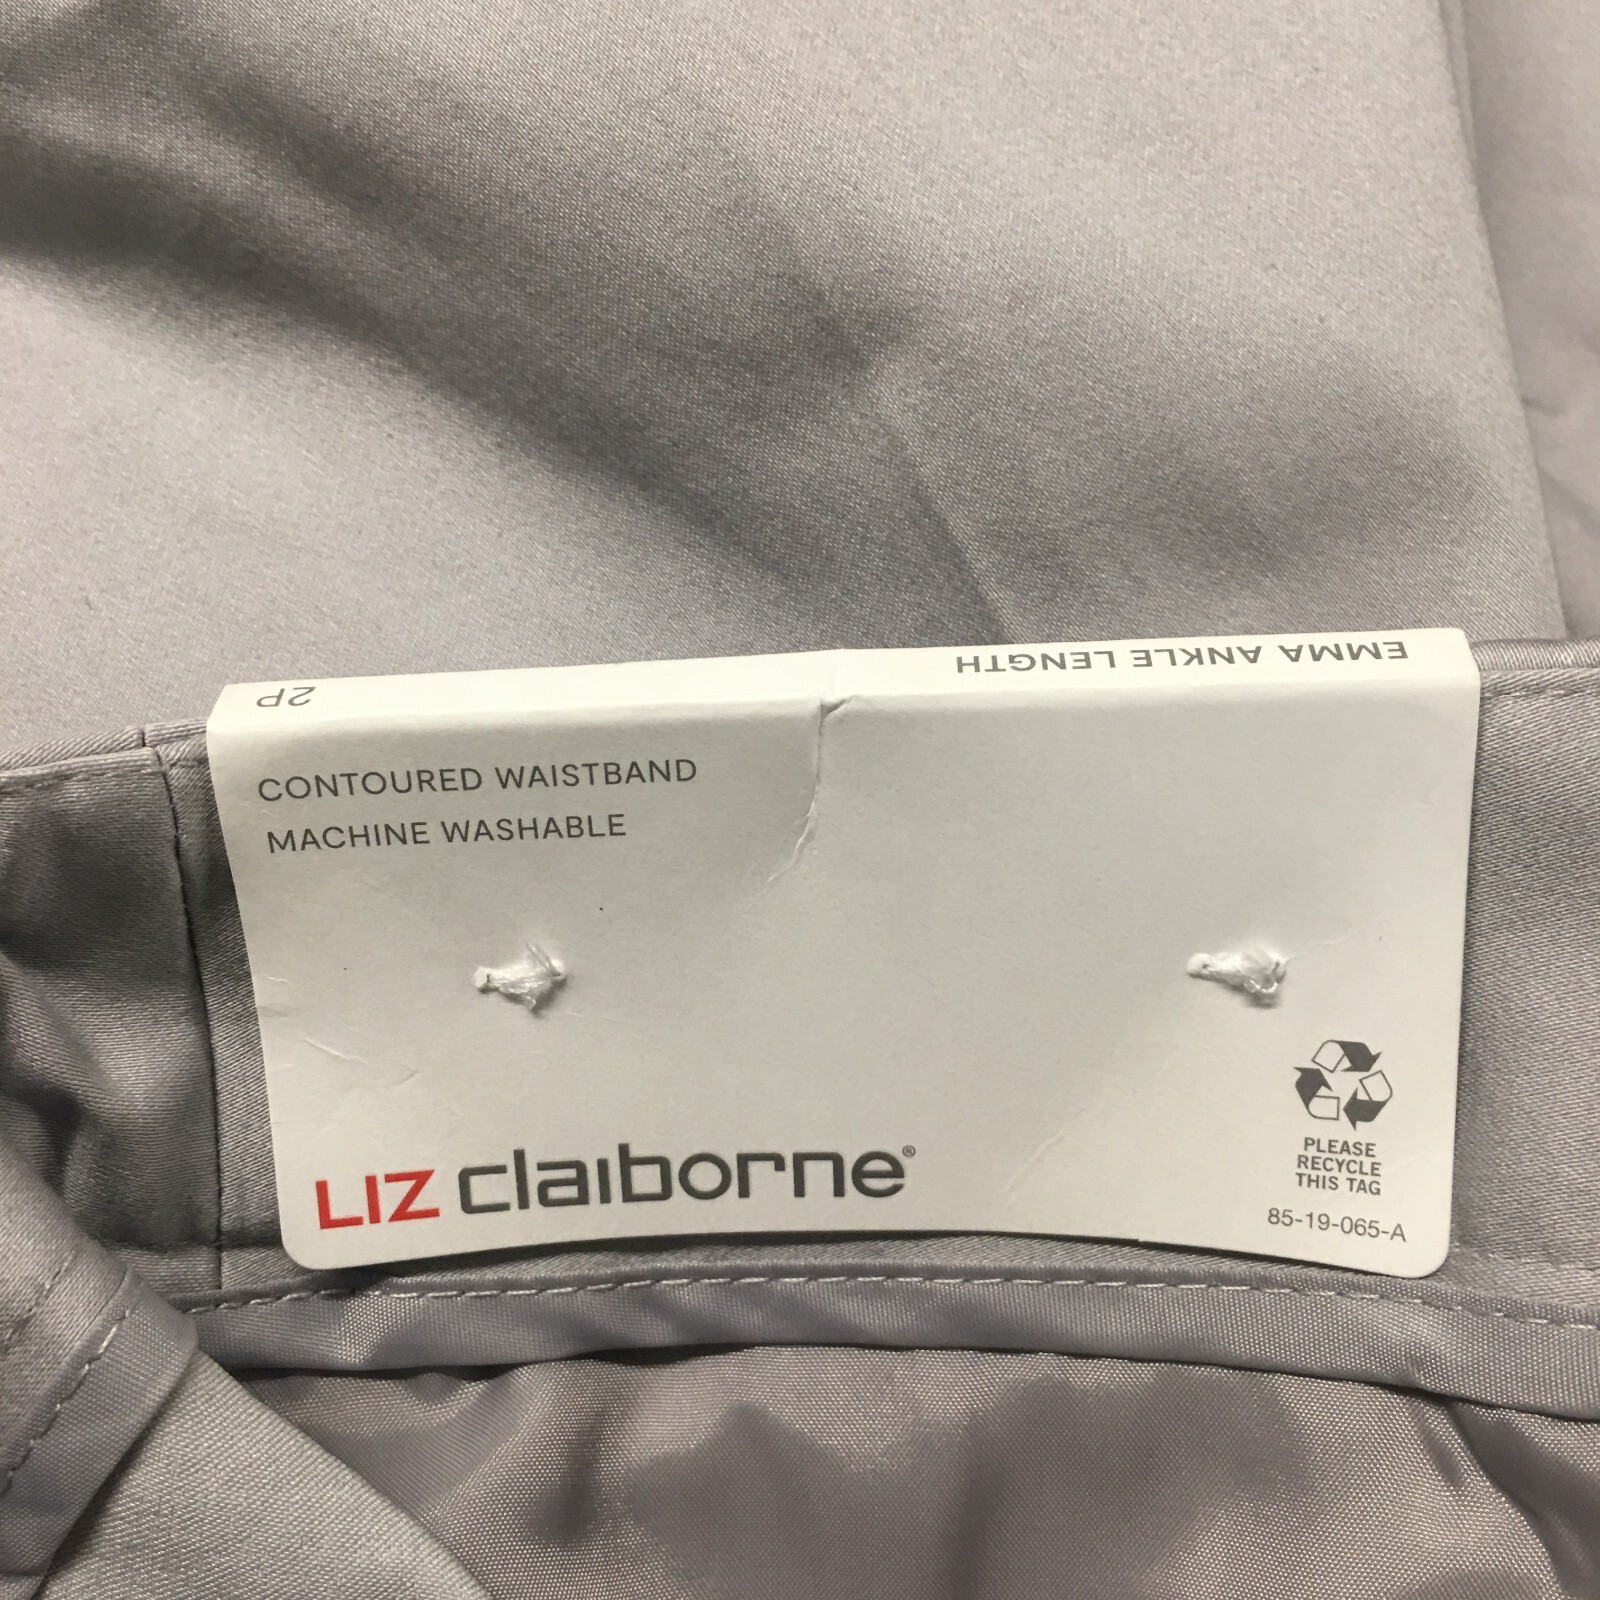 2P
EMMA ANKLE LENGTH
CONTOURED WAISTBAND
MACHINE WASHABLE
LIZ claiborne®
PLEASE
RECYCLE
THIS TAG
85-19-065-A